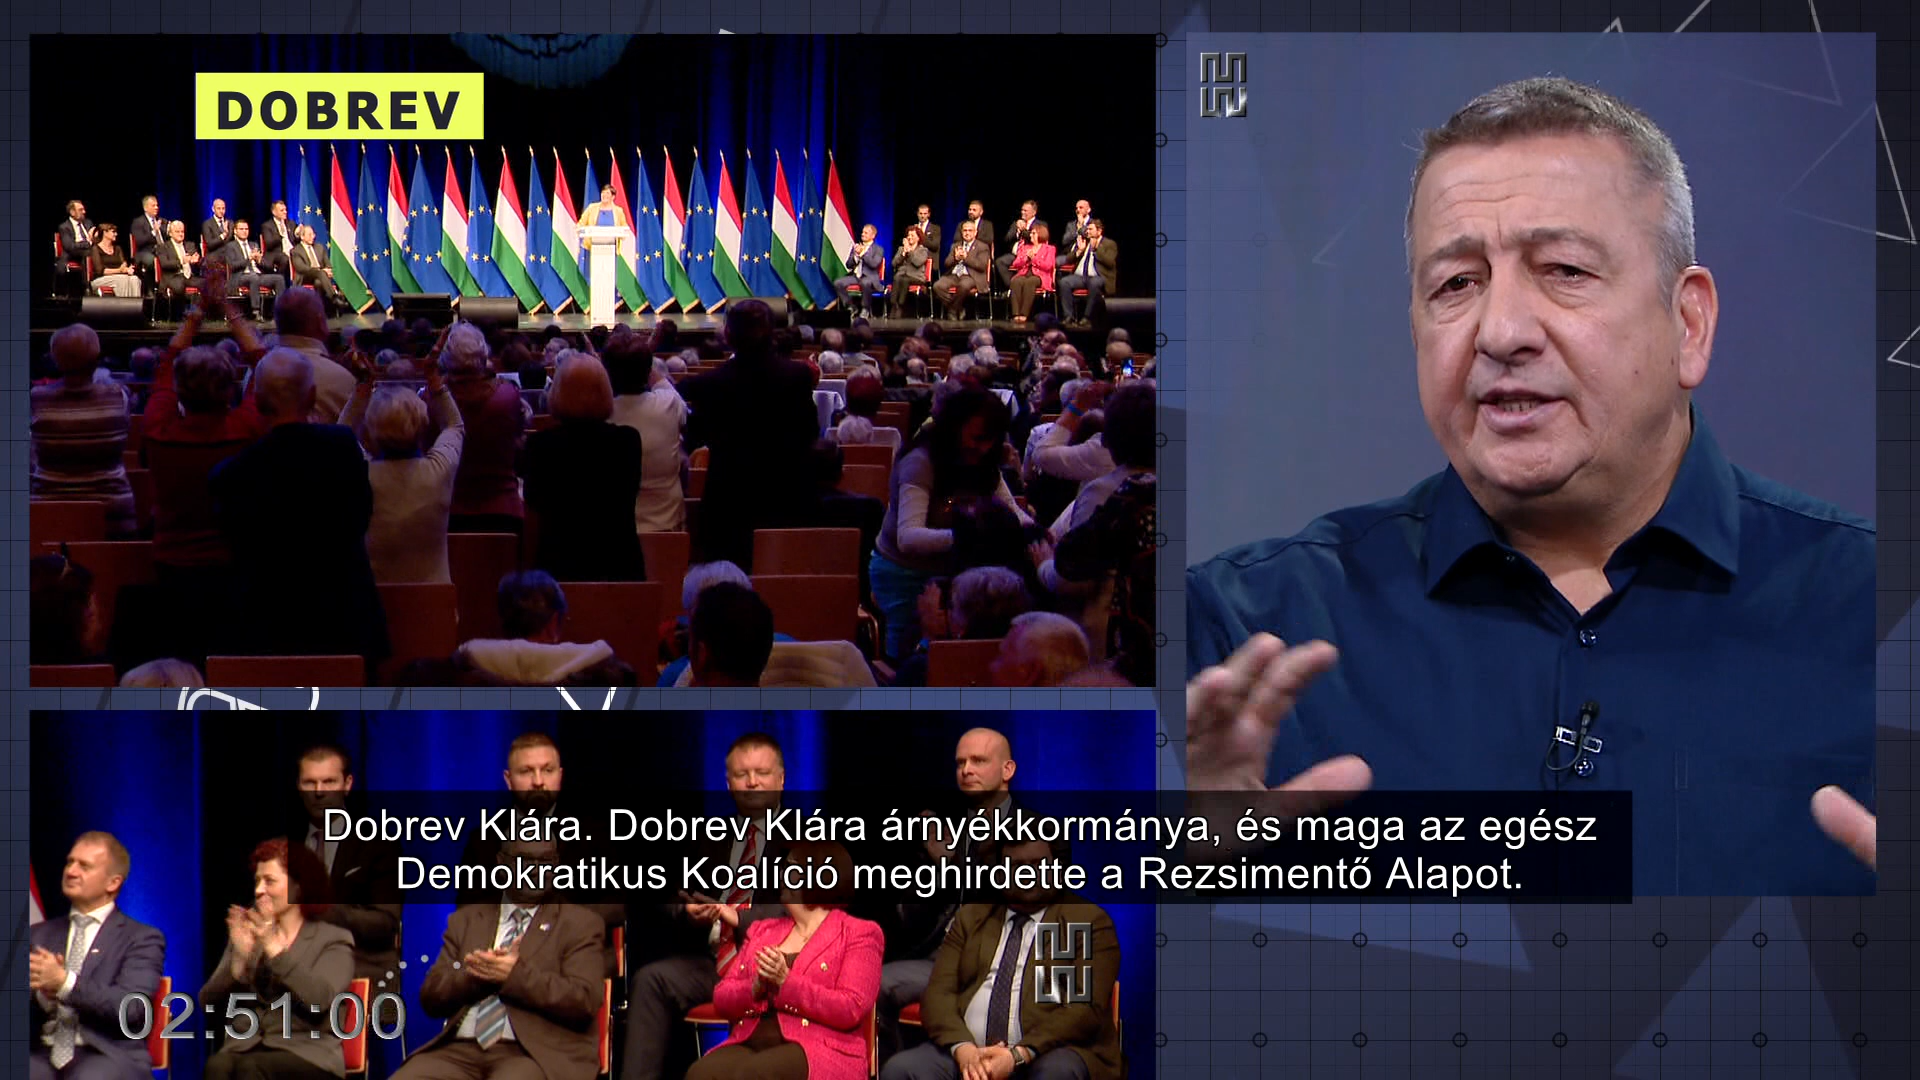 DOBREV
Dobrev Klára. Dobrev Klára árnyékkormánya, és maga az egész
Demokratikus Koalíció meghirdette a Rezsimentő Alapot.
02:51:00